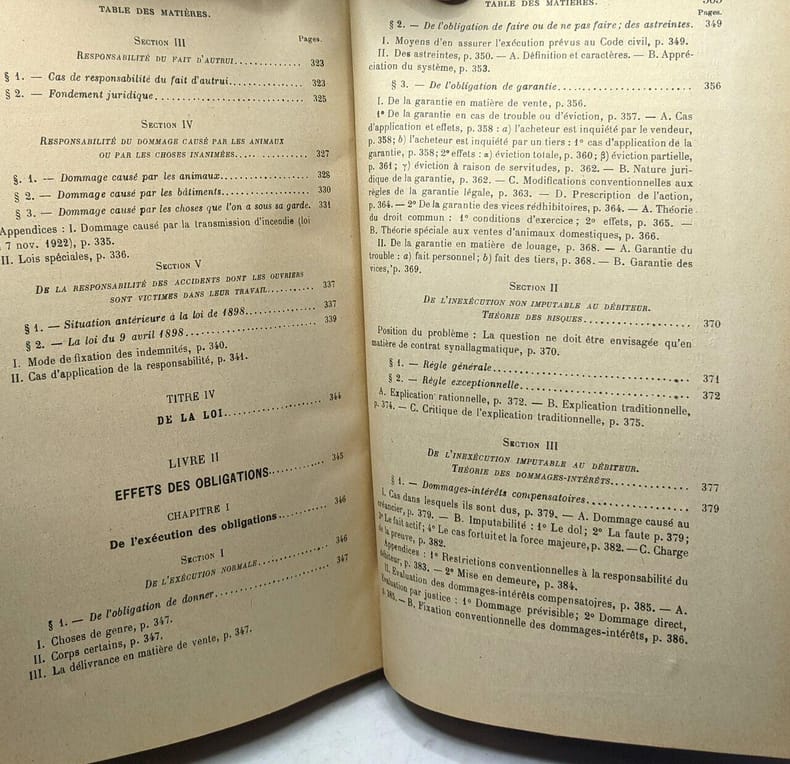 TABLE DES MATIÈRES.
Pages.
SECTION III
RESPONSABILITÉ DU FAIT D'AUTRUI............ 323
§ 1. — Cas de responsabilité du fait d'autrui............ 323
§ 2. — Fondement juridique............ 325
SECTION IV
RESPONSABILITÉ DU DOMMAGE CAUSÉ PAR LES ANIMAUX
OU PAR LES CHOSES INANIMÉES............ 327
§. 1. — Dommage causé par les animaux............ 328
§ 2. — Dommage causé par les bâtiments............ 330
§ 3. — Dommage causé par les choses que l'on a sous sa garde. 331
Appendices : I. Dommage causé par la transmission d'incendie (loi
7 nov. 1922), p. 335.
II. Lois spéciales, p. 336.
SECTION V
DE LA RESPONSABILITÉ DES ACCIDENTS DONT LES OUVRIERS
SONT VICTIMES DANS LEUR TRAVAIL............ 337
§ 1. — Situation antérieure à la loi de 1898............ 337
§ 2. — La loi du 9 avril 1898............ 339
I. Mode de fixation des indemnités, p. 340.
II. Cas d'application de la responsabilité, p. 341.
TITRE IV
DE LA LOI............ 344
LIVRE II
EFFETS DES OBLIGATIONS............ 345
CHAPITRE I
De l'exécution des obligations............ 346
SECTION I
DE L'EXÉCUTION NORMALE............ 346
§ 1. — De l'obligation de donner............ 347
I. Choses de genre, p. 347.
II. Corps certains, p. 347.
III. La délivrance en matière de vente, p. 347.
TABLE DES MATIÈRES.
Pages.
§ 2. — De l'obligation de faire ou de ne pas faire; des astreintes. 349
I. Moyens d'en assurer l'exécution prévus au Code civil, p. 349.
II. Des astreintes, p. 350. — A. Définition et caractères. — B. Appré-
ciation du système, p. 353.
§ 3. — De l'obligation de garantie............ 356
I. De la garantie en matière de vente, p. 356.
1° De la garantie en cas de trouble ou d'éviction, p. 357. — A. Cas
d'application et effets, p. 358 : a) l'acheteur est inquiété par le vendeur,
p. 358; b) l'acheteur est inquiété par un tiers : 1° cas d'application de la
garantie, p. 358; 2° effets : α) éviction totale, p. 360; β) éviction partielle,
p. 361; γ) éviction à raison de servitudes, p. 362. — B. Nature juri-
dique de la garantie, p. 362. — C. Modifications conventionnelles aux
règles de la garantie légale, p. 363. — D. Prescription de l'action,
p. 364. — 2° De la garantie des vices rédhibitoires, p. 364. — A. Théorie
du droit commun : 1° conditions d'exercice; 2° effets, p. 365. —
B. Théorie spéciale aux ventes d'animaux domestiques, p. 366.
II. De la garantie en matière de louage, p. 368. — A. Garantie du
trouble : a) fait personnel; b) fait des tiers, p. 368. — B. Garantie des
vices, p. 369.
SECTION II
DE L'INEXÉCUTION NON IMPUTABLE AU DÉBITEUR.
THÉORIE DES RISQUES............ 370
Position du problème : La question ne doit être envisagée qu'en
matière de contrat synallagmatique, p. 370.
§ 1. — Règle générale............ 371
§ 2. — Règle exceptionnelle............ 372
A. Explication rationnelle, p. 372. — B. Explication traditionnelle,
p. 374. — C. Critique de l'explication traditionnelle, p. 375.
SECTION III
DE L'INEXÉCUTION IMPUTABLE AU DÉBITEUR.
THÉORIE DES DOMMAGES-INTÉRÊTS............ 377
§ 1. — Dommages-intérêts compensatoires............ 379
I. Cas dans lesquels ils sont dus, p. 379. — A. Dommage causé au
créancier, p. 379. — B. Imputabilité : 1° Le dol; 2° La faute p. 379;
3° Le fait actif; 4° Le cas fortuit et la force majeure, p. 382. — C. Charge
de la preuve, p. 382.
Appendices : 1° Restrictions conventionnelles à la responsabilité du
débiteur, p. 383. — 2° Mise en demeure, p. 384.
II. Evaluation des dommages-intérêts compensatoires, p. 385. — A.
Evaluation par justice : 1° Dommage prévisible; 2° Dommage direct,
p. 385. — B. Fixation conventionnelle des dommages-intérêts, p. 386.